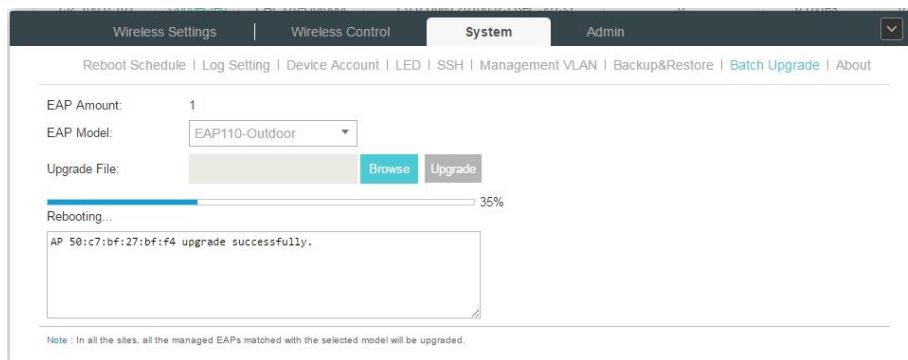 Wireless Settings | Wireless Control System Admin
Reboot Schedule | Log Setting | Device Account | LED | SSH | Management VLAN | Backup&Restore | Batch Upgrade | About
EAP Amount: 1
EAP Model: EAP110-Outdoor
Upgrade File: Browse Upgrade
35%
Rebooting...
AP 50:c7:bf:27:bf:f4 upgrade successfully.
Note : In all the sites, all the managed EAPs matched with the selected model will be upgraded.